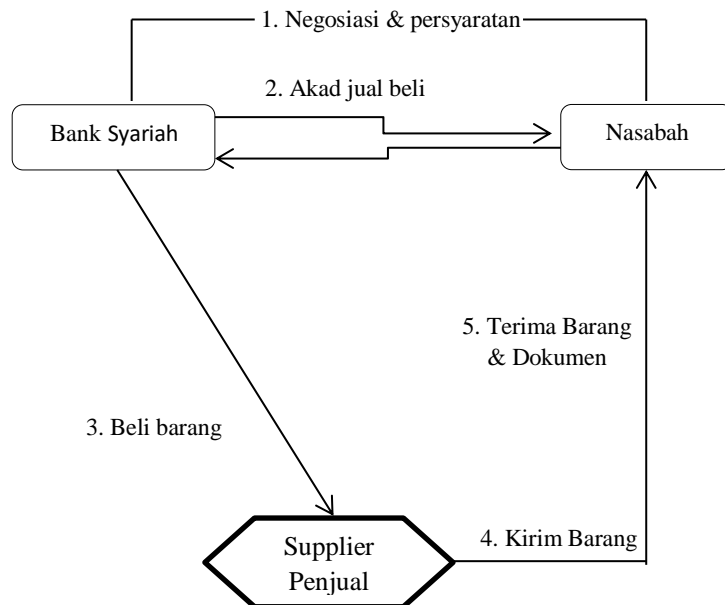 1. Negosiasi & persyaratan
2. Akad jual beli
Bank Syariah
Nasabah
5. Terima Barang
& Dokumen
3. Beli barang
4. Kirim Barang
Supplier
Penjual